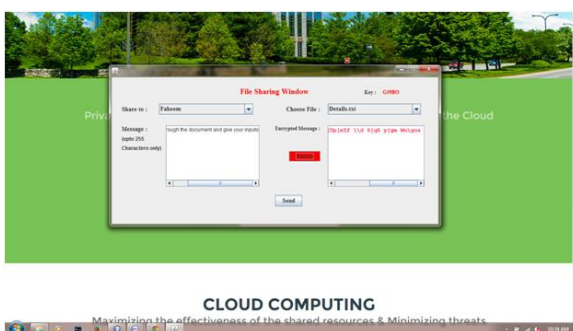 File Sharing Window
Key :
Share to :
Faheem
Choose File :
Details.txt
Priva
the Cloud
Message :
(upto 255
Characters only)
rough the document and give your inputs
Encrypted Message :
Send
CLOUD COMPUTING
Maximizing the effectiveness of the shared resources & Minimizing threats